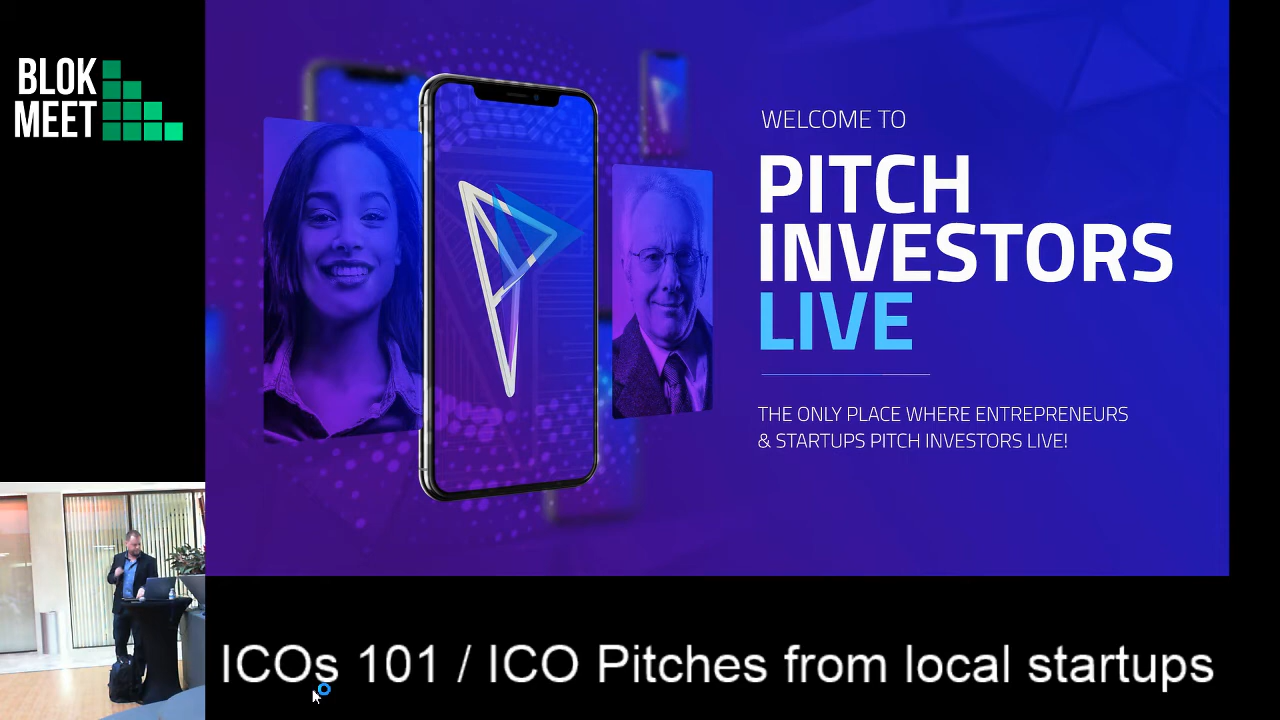 BLOK
MEET
WELCOME TO
PITCH
INVESTORS
LIVE
THE ONLY PLACE WHERE ENTREPRENEURS
& STARTUPS PITCH INVESTORS LIVE!
ICOs 101 / ICO Pitches from local startups